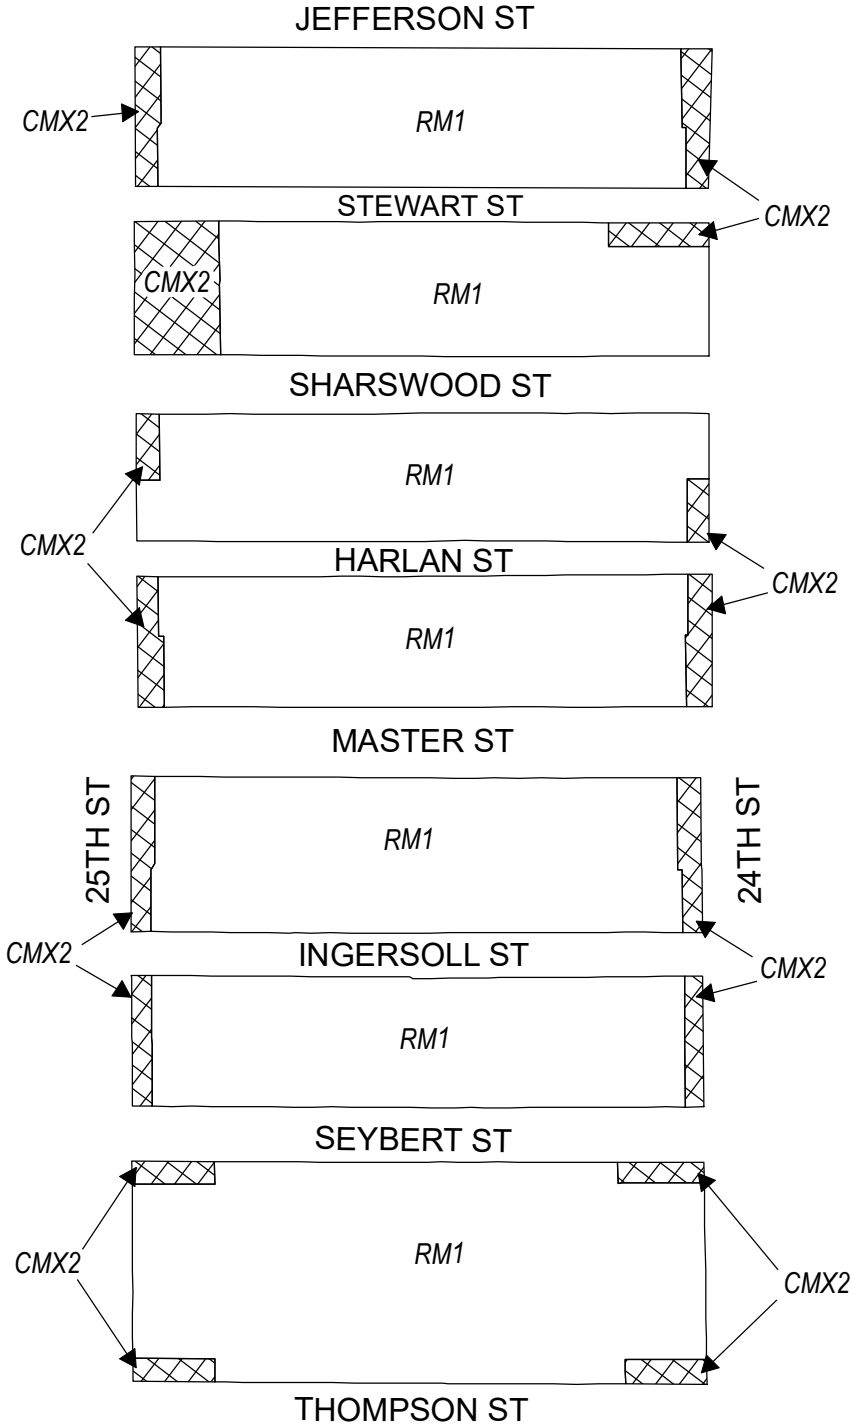 JEFFERSON ST
CMX2
RM1
STEWART ST
CMX2
CMX2
RM1
SHARSWOOD ST
RM1
CMX2
HARLAN ST
CMX2
RM1
MASTER ST
25TH ST
24TH ST
RM1
CMX2
INGERSOLL ST
CMX2
RM1
SEYBERT ST
CMX2
RM1
CMX2
THOMPSON ST